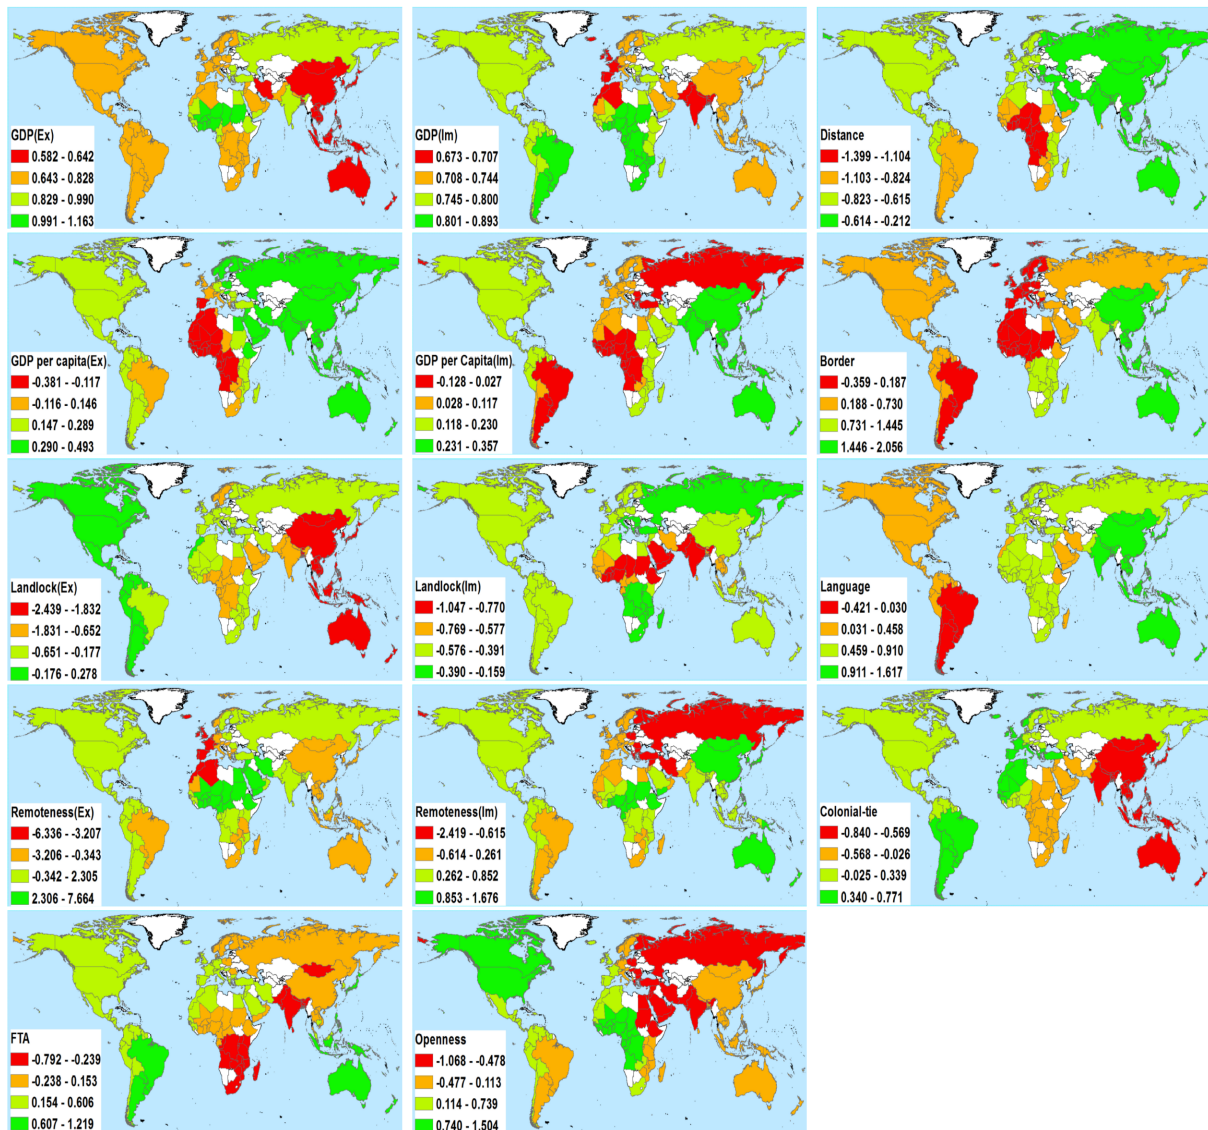 GDP(Ex)
0.582 - 0.642
0.643 - 0.828
0.829 - 0.990
0.991 - 1.163
GDP(Im)
0.673 - 0.707
0.708 - 0.744
0.745 - 0.800
0.801 - 0.893
Distance
-1.399 - -1.104
-1.103 - -0.824
-0.823 - -0.615
-0.614 - -0.212
GDP per capita(Ex)
-0.381 - -0.117
-0.116 - 0.146
0.147 - 0.289
0.290 - 0.493
GDP per Capita(Im)
-0.128 - 0.027
0.028 - 0.117
0.118 - 0.230
0.231 - 0.357
Border
-0.359 - 0.187
0.188 - 0.730
0.731 - 1.445
1.446 - 2.056
Landlock(Ex)
-2.439 - -1.832
-1.831 - -0.652
-0.651 - -0.177
-0.176 - 0.278
Landlock(Im)
-1.047 - -0.770
-0.769 - -0.577
-0.576 - -0.391
-0.390 - -0.159
Language
-0.421 - 0.030
0.031 - 0.458
0.459 - 0.910
0.911 - 1.617
Remoteness(Ex)
-6.336 - -3.207
-3.206 - -0.343
-0.342 - 2.305
2.306 - 7.664
Remoteness(Im)
-2.419 - -0.615
-0.614 - 0.261
0.262 - 0.852
0.853 - 1.676
Colonial-tie
-0.840 - -0.569
-0.568 - -0.026
-0.025 - 0.339
0.340 - 0.771
FTA
-0.792 - -0.239
-0.238 - 0.153
0.154 - 0.606
0.607 - 1.219
Openness
-1.068 - -0.478
-0.477 - 0.113
0.114 - 0.739
0.740 - 1.504